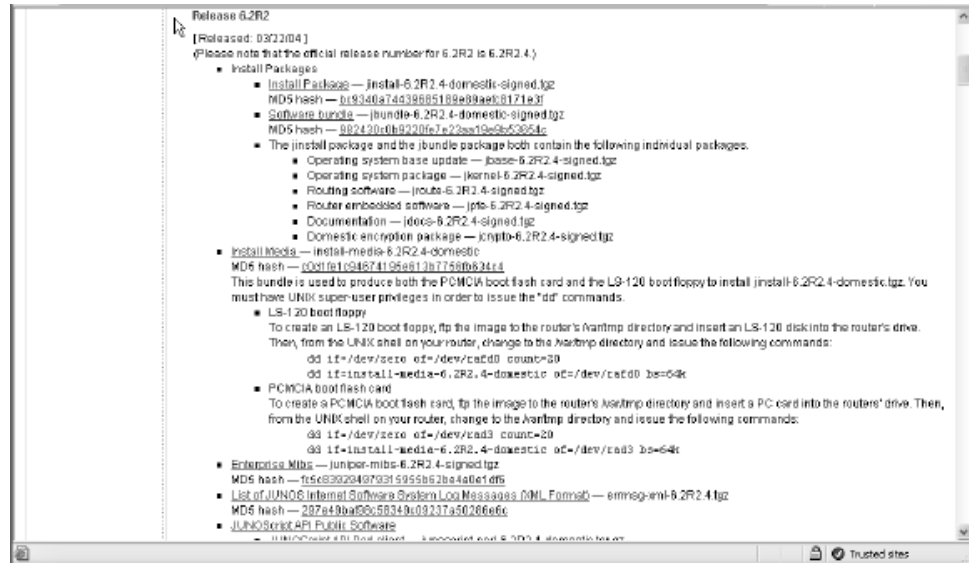 Release 6.2R2
[Released: 03/22/04]
(Please note that the official release number for 6.2R2 is 6.2R2.4.)
Install Packages
Install Package — jinstall-6.2R2.4-domestic-signed.tgz
MD5 hash —
Software bundle — jbundle-6.2R2.4-domestic-signed.tgz
MD5 hash —
The jinstall package and the jbundle package both contain the following individual packages.
Operating system base update — jbase-6.2R2.4-signed.tgz
Operating system package — jkernel-6.2R2.4-signed.tgz
Routing software — jroute-6.2R2.4-signed.tgz
Router embedded software — jpfe-6.2R2.4-signed.tgz
Documentation — jdocs-6.2R2.4-signed.tgz
Domestic encryption package — jcrypto-6.2R2.4-signed.tgz
Install Media — install-media-6.2R2.4-domestic
MD5 hash —
This bundle is used to produce both the PCMCIA boot flash card and the LS-120 boot floppy to install jinstall-6.2R2.4-domestic.tgz. You
must have UNIX super-user privileges in order to issue the "dd" commands.
LS-120 boot floppy
To create an LS-120 boot floppy, ftp the image to the router's /var/tmp directory and insert an LS-120 disk into the router's drive.
Then, from the UNIX shell on your router, change to the /var/tmp directory and issue the following commands:
dd if=/dev/zero of=/dev/rafd0 count=20
dd if=install-media-6.2R2.4-domestic of=/dev/rafd0 bs=64k
PCMCIA boot flash card
To create a PCMCIA boot flash card, ftp the image to the router's /var/tmp directory and insert a PC card into the routers' drive. Then,
from the UNIX shell on your router, change to the /var/tmp directory and issue the following commands:
dd if=/dev/zero of=/dev/rad3 count=20
dd if=install-media-6.2R2.4-domestic of=/dev/rad3 bs=64k
Enterprise Mibs — juniper-mibs-6.2R2.4-signed.tgz
MD5 hash —
List of JUNOS Internet Software System Log Messages (XML Format) — errmsg-xml-6.2R2.4.tgz
MD5 hash —
JUNOScript API Public Software
Trusted sites